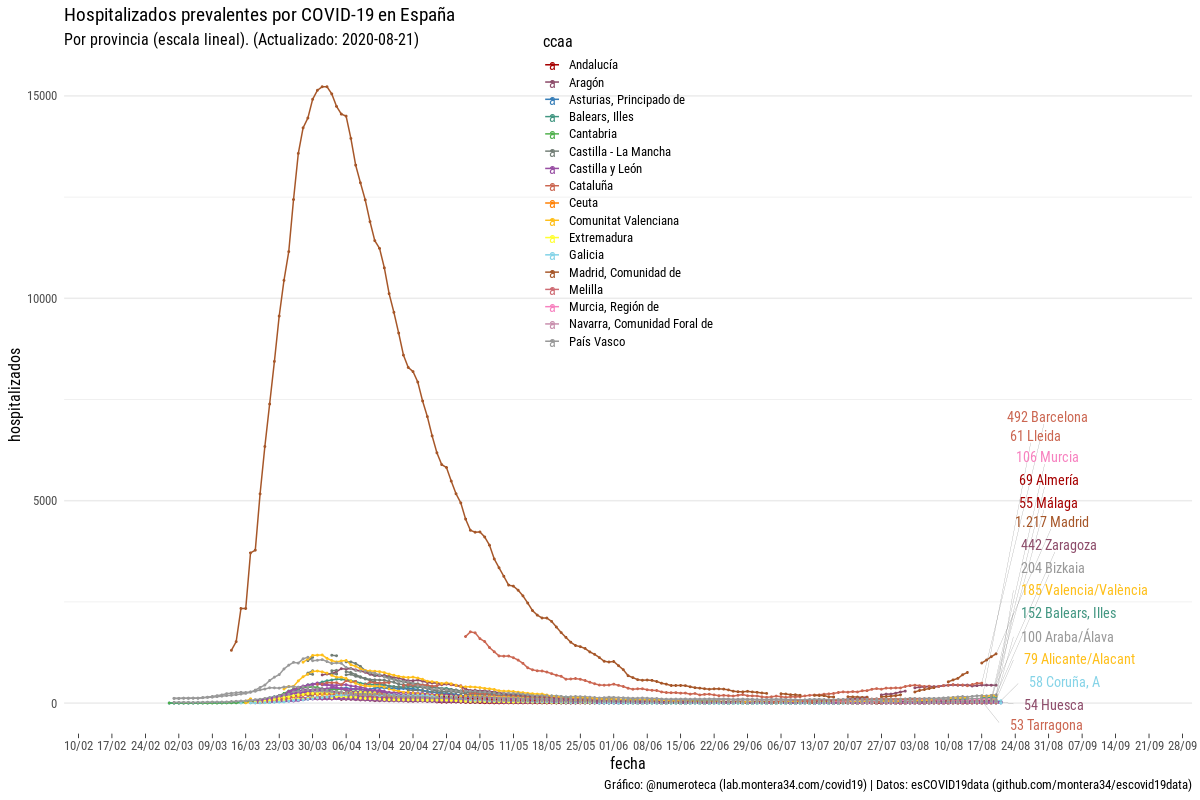 Hospitalizados prevalentes por COVID-19 en España
Por provincia (escala lineal). (Actualizado: 2020-08-21)
ccaa
Andalucía
Aragón
Asturias, Principado de
Balears, Illes
Cantabria
Castilla - La Mancha
Castilla y León
Cataluña
Ceuta
Comunitat Valenciana
Extremadura
Galicia
Madrid, Comunidad de
Melilla
Murcia, Región de
Navarra, Comunidad Foral de
País Vasco
hospitalizados
15000
10000
5000
0
492 Barcelona
61 Lleida
106 Murcia
69 Almería
55 Málaga
1.217 Madrid
442 Zaragoza
204 Bizkaia
185 Valencia/València
152 Balears, Illes
100 Araba/Álava
79 Alicante/Alacant
58 Coruña, A
54 Huesca
53 Tarragona
10/02 17/02 24/02 02/03 09/03 16/03 23/03 30/03 06/04 13/04 20/04 27/04 04/05 11/05 18/05 25/05 01/06 08/06 15/06 22/06 29/06 06/07 13/07 20/07 27/07 03/08 10/08 17/08 24/08 31/08 07/09 14/09 21/09 28/09
fecha
Gráfico: @numeroteca (lab.montera34.com/covid19) | Datos: esCOVID19data (github.com/montera34/escovid19data)